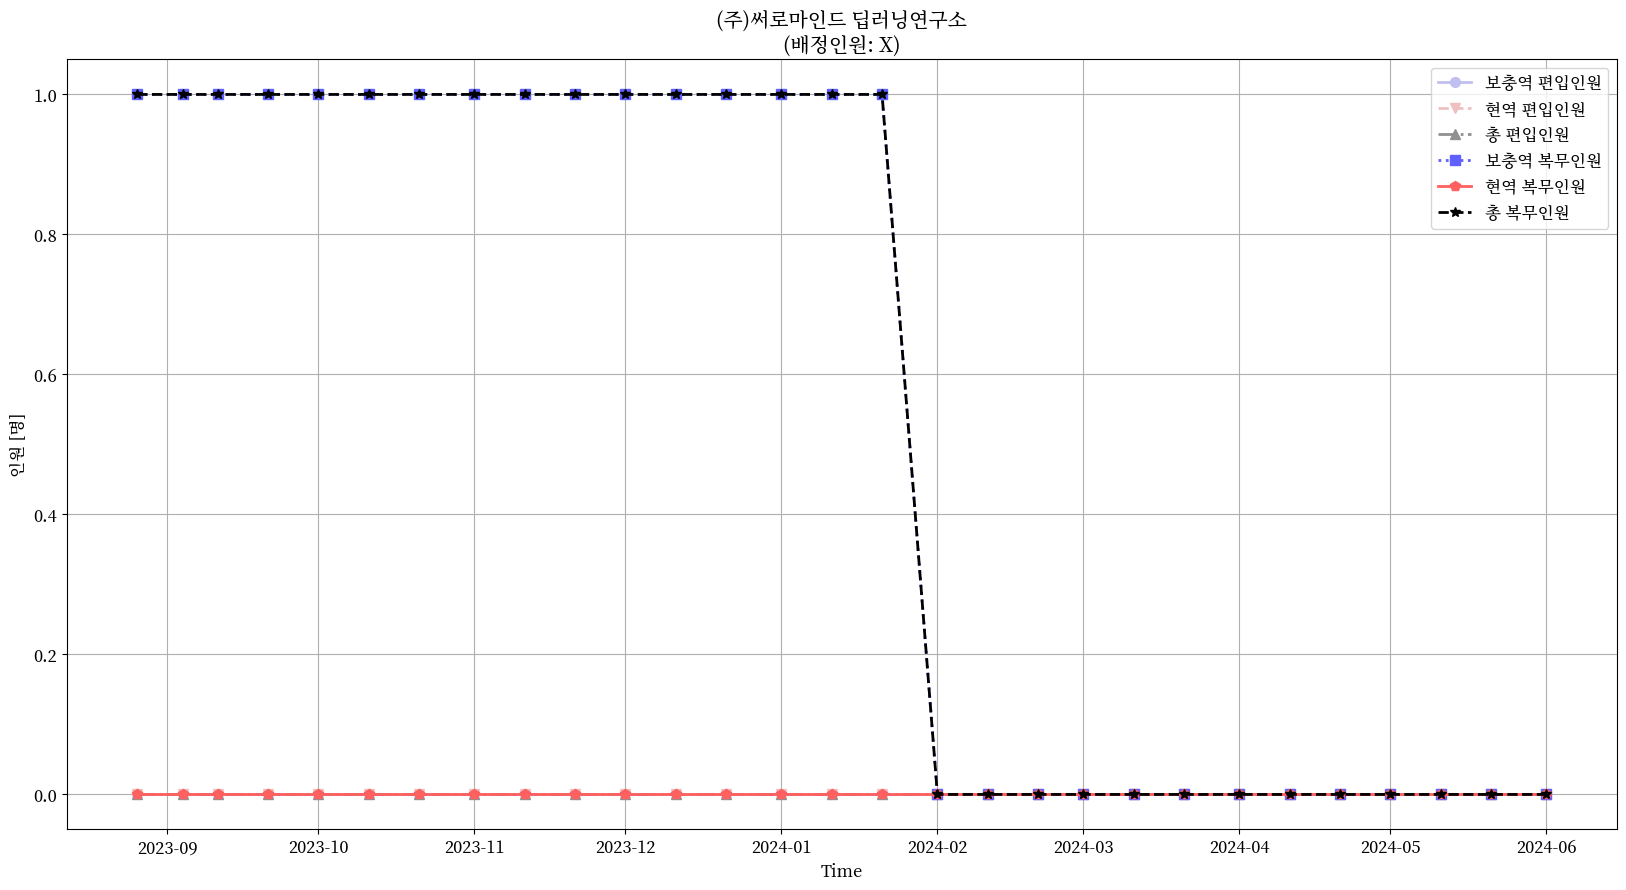 (주)써로마인드 딥러닝연구소
(배정인원: X)
보충역 편입인원
현역 편입인원
총 편입인원
보충역 복무인원
현역 복무인원
총 복무인원
인원 [명]
1.0
0.8
0.6
0.4
0.2
0.0
2023-09 2023-10 2023-11 2023-12 2024-01 2024-02 2024-03 2024-04 2024-05 2024-06
Time